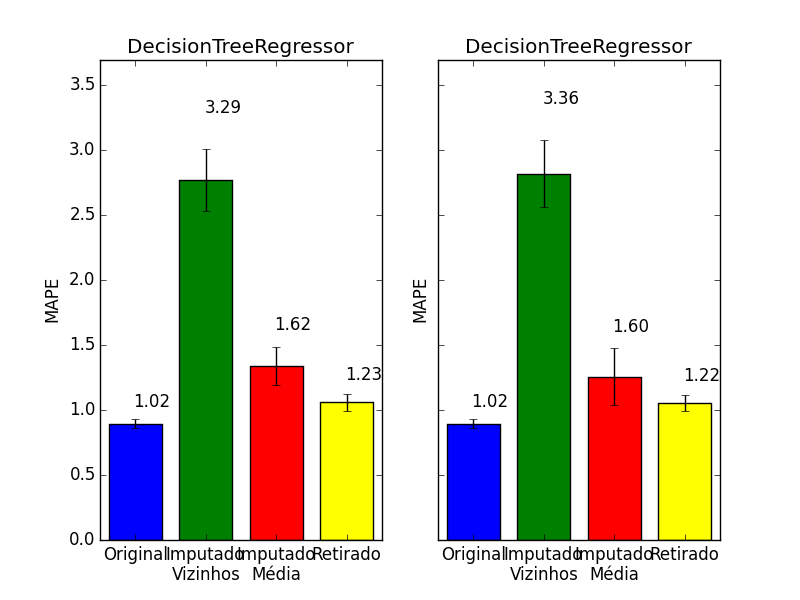 DecisionTreeRegressor
MAPE
3.5
3.0
2.5
2.0
1.5
1.0
0.5
0.0
1.02
3.29
1.62
1.23
Original
Imputado
Vizinhos
Imputado
Média
Retirado
DecisionTreeRegressor
MAPE
1.02
3.36
1.60
1.22
Original
Imputado
Vizinhos
Imputado
Média
Retirado